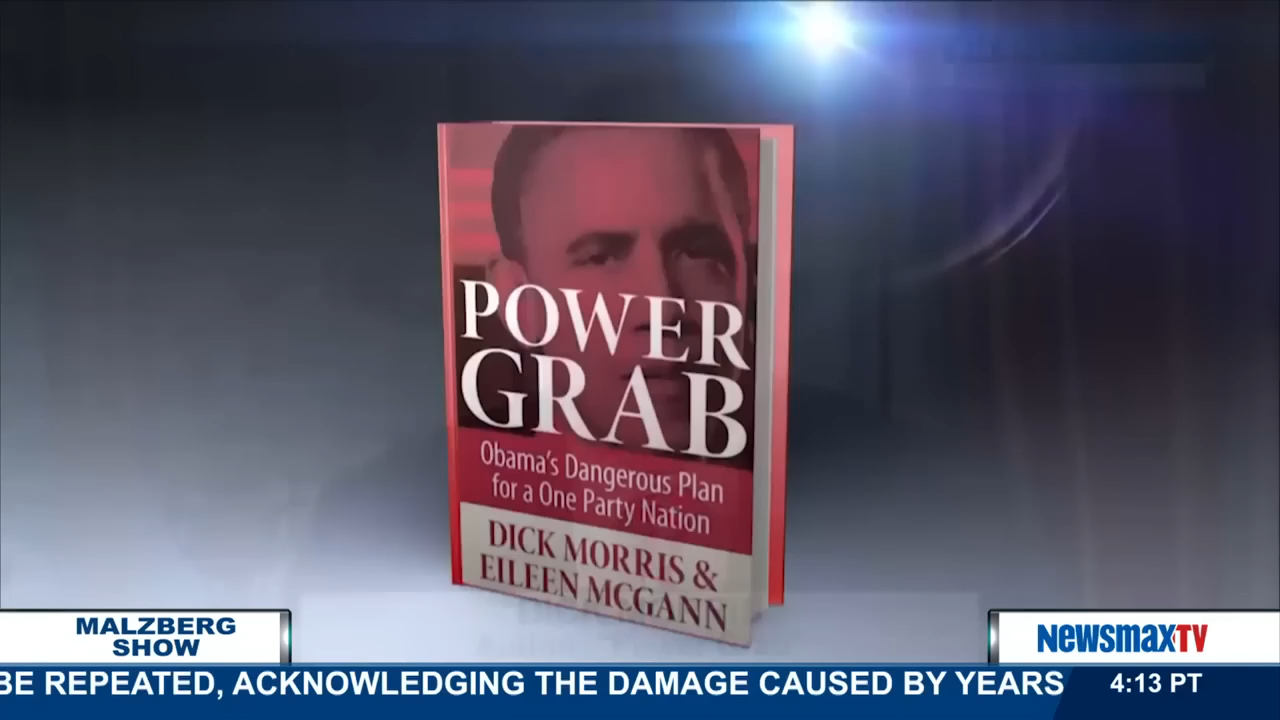 POWER
GRAB
Obama's Dangerous Plan
for a One Party Nation
DICK MORRIS &
EILEEN MCGANN
MALZBERG
SHOW
NEWSMAXTV
BE REPEATED, ACKNOWLEDGING THE DAMAGE CAUSED BY YEARS
4:13 PT